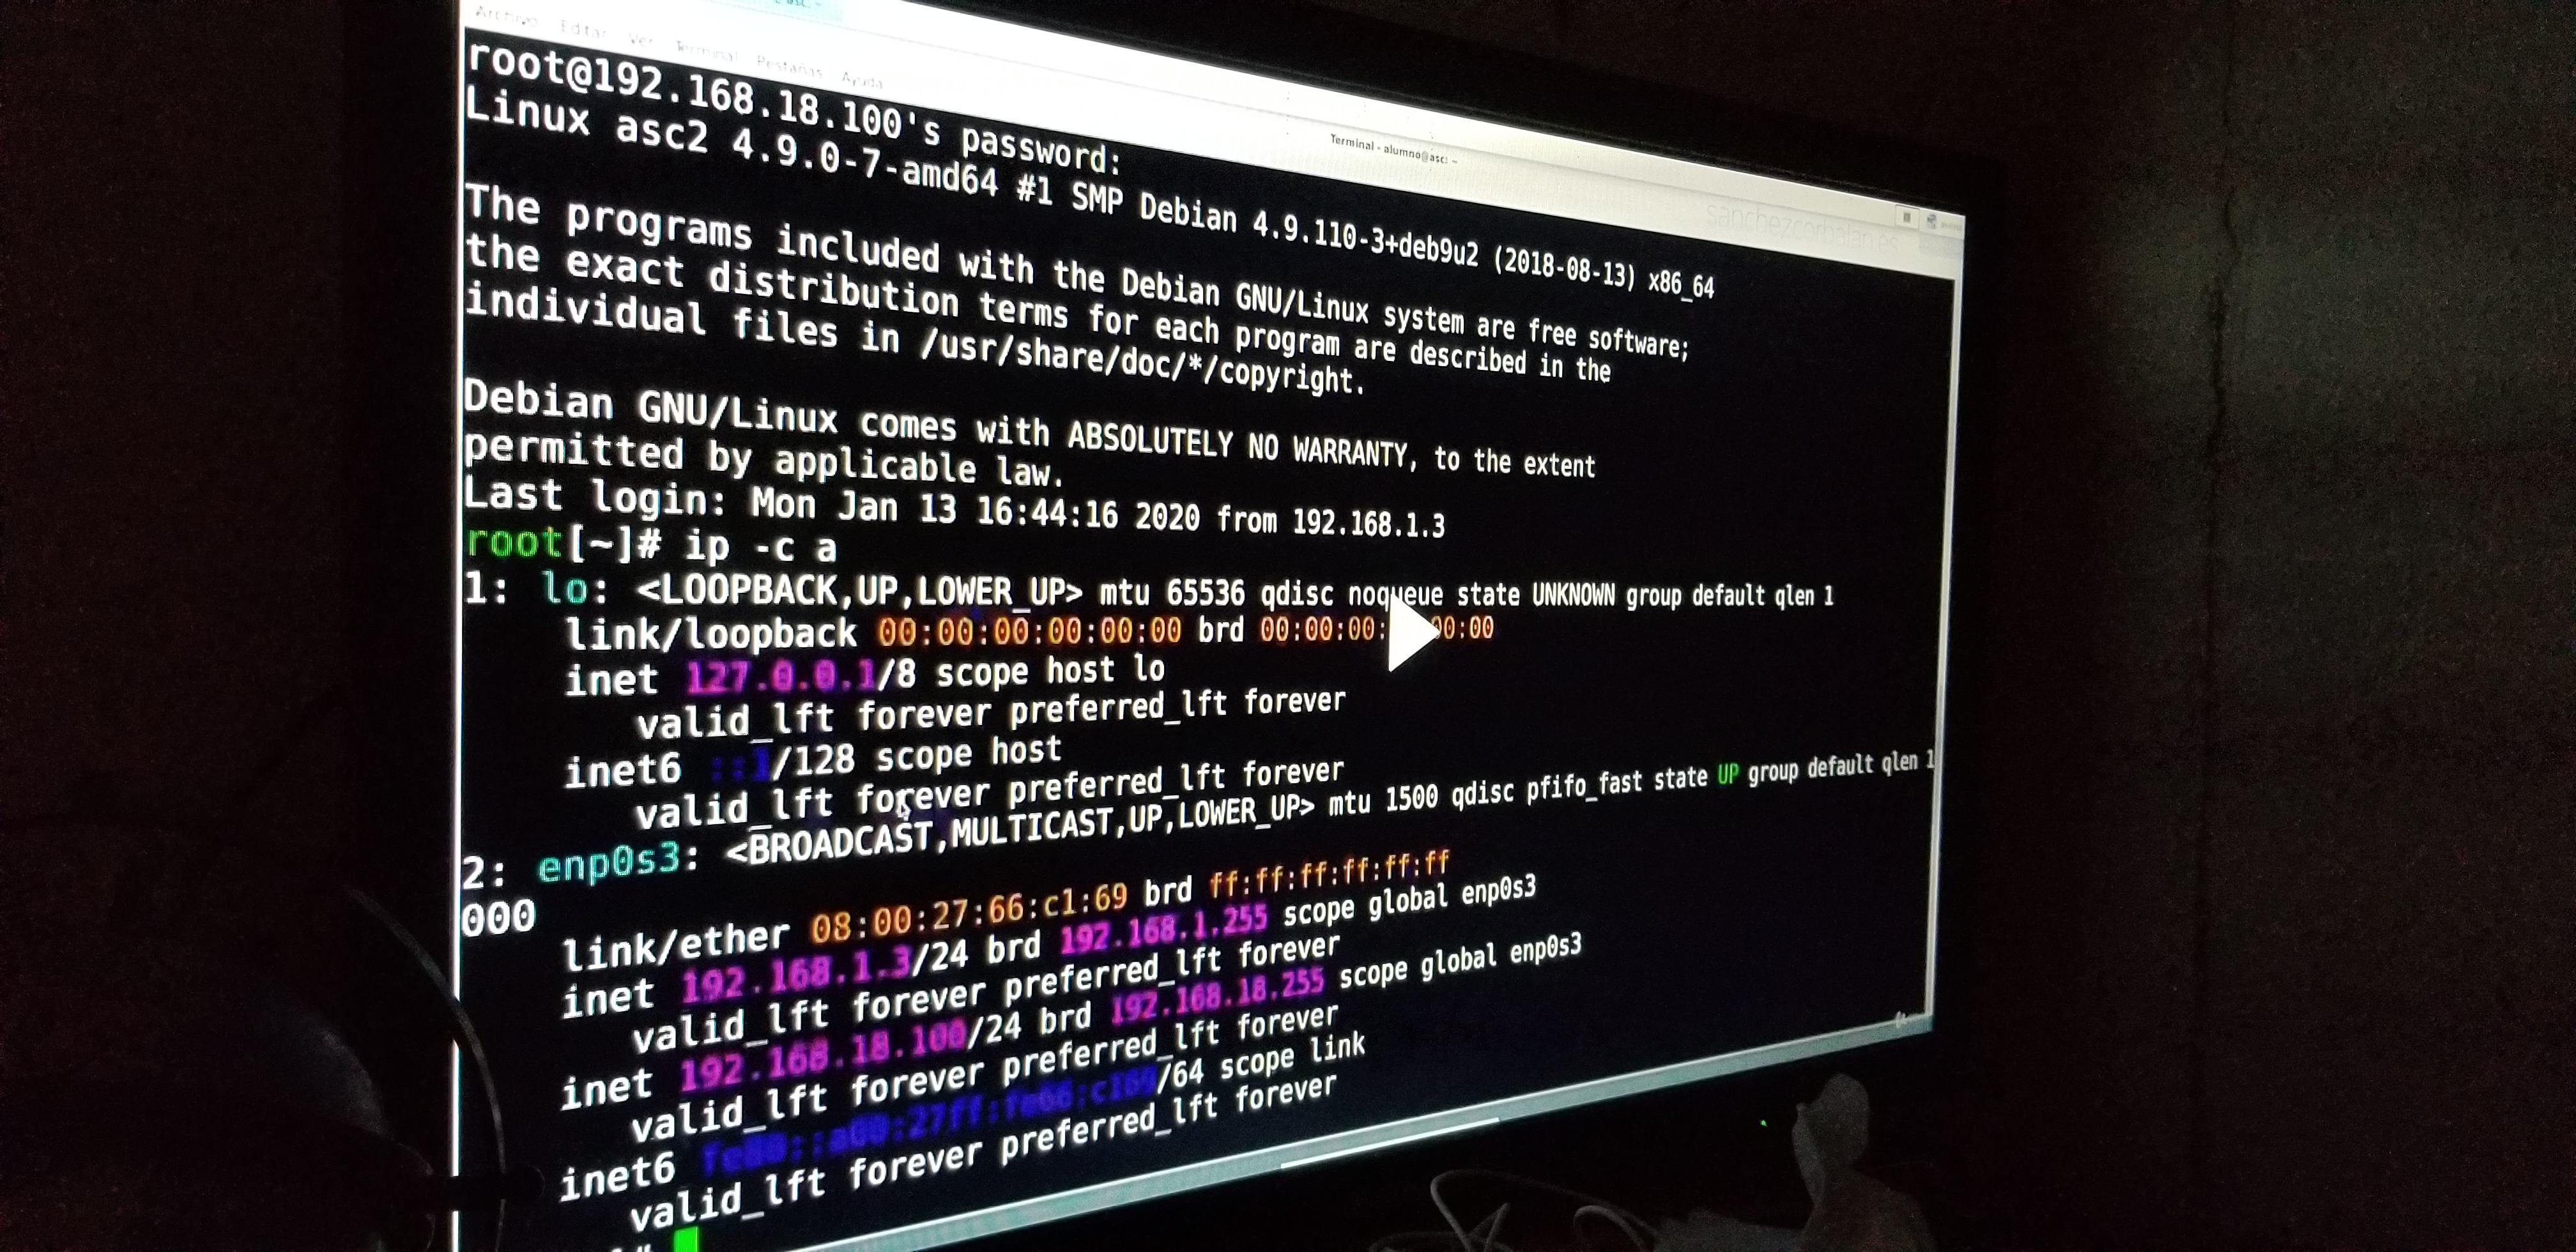 Archivo Editar Ver Terminal Pestañas Ayuda
Terminal - alumno@asc: ~
sanchezcorbalan.es
root@192.168.18.100's password:
Linux asc2 4.9.0-7-amd64 #1 SMP Debian 4.9.110-3+deb9u2 (2018-08-13) x86_64
The programs included with the Debian GNU/Linux system are free software;
the exact distribution terms for each program are described in the
individual files in /usr/share/doc/*/copyright.
Debian GNU/Linux comes with ABSOLUTELY NO WARRANTY, to the extent
permitted by applicable law.
Last login: Mon Jan 13 16:44:16 2020 from 192.168.1.3
root[~]# ip -c a
1: lo: <LOOPBACK,UP,LOWER_UP> mtu 65536 qdisc noqueue state UNKNOWN group default qlen 1
link/loopback 00:00:00:00:00:00 brd 00:00:00: 00:00
inet 127.0.0.1/8 scope host lo
valid_lft forever preferred_lft forever
inet6 ::1/128 scope host
valid_lft forever preferred_lft forever
2: enp0s3: <BROADCAST,MULTICAST,UP,LOWER_UP> mtu 1500 qdisc pfifo_fast state UP group default qlen 1
000
link/ether 08:00:27:66:c1:69 brd ff:ff:ff:ff:ff:ff
inet 192.168.1.3/24 brd 192.168.1.255 scope global enp0s3
valid_lft forever preferred_lft forever
inet 192.168.18.100/24 brd 192.168.18.255 scope global enp0s3
valid_lft forever preferred_lft forever
inet6 fe80::a00:27ff:fe66:c169/64 scope link
valid_lft forever preferred_lft forever